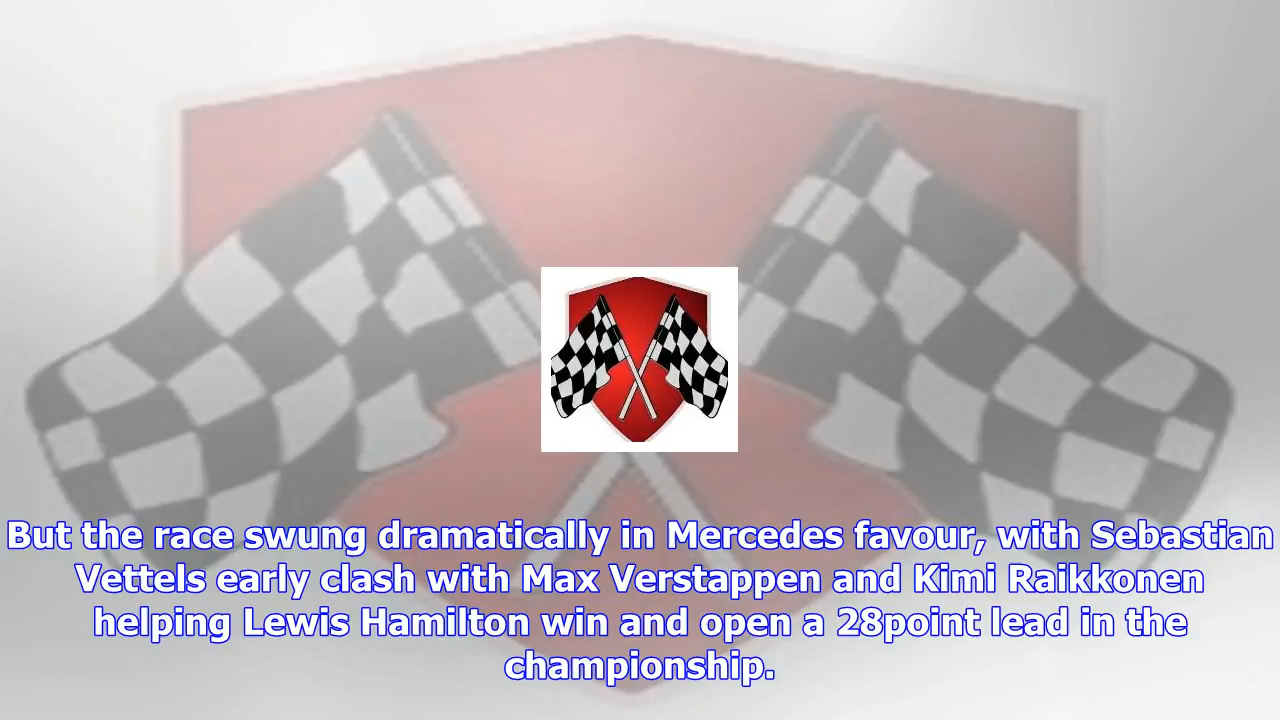 But the race swung dramatically in Mercedes favour, with Sebastian
Vettels early clash with Max Verstappen and Kimi Raikkonen
helping Lewis Hamilton win and open a 28point lead in the
championship.